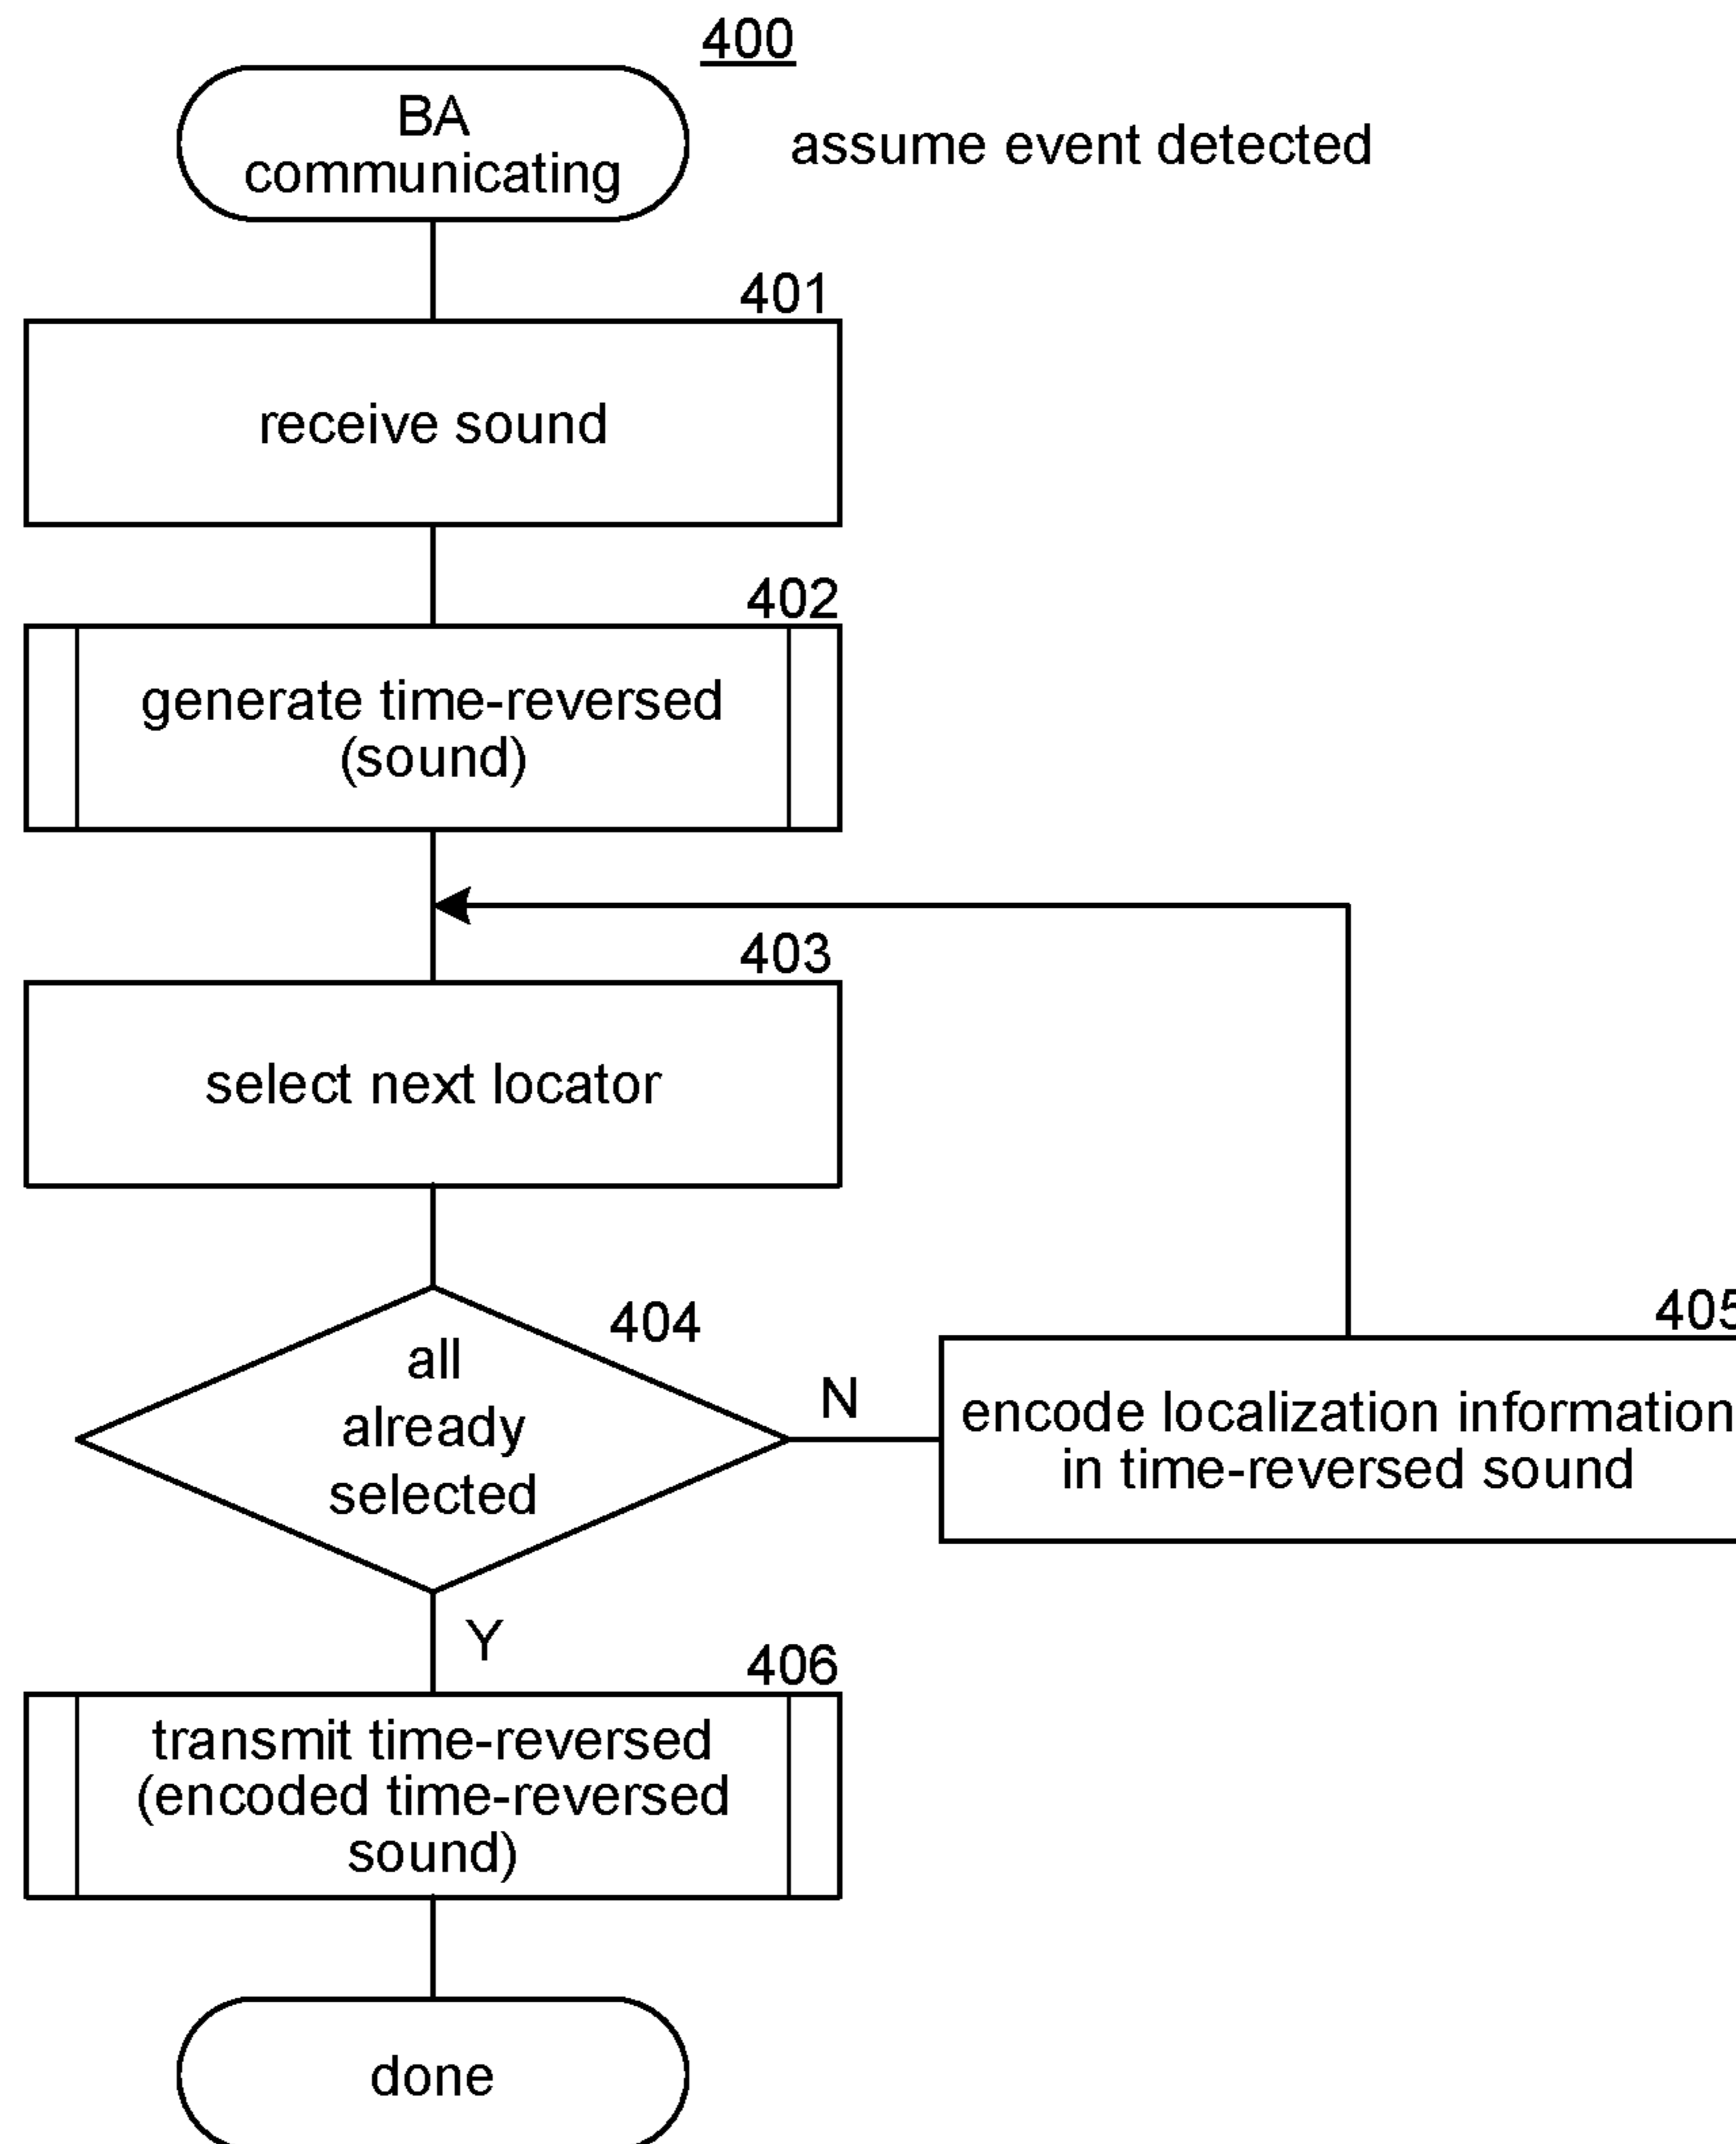 400
BA
communicating
assume event detected
401
receive sound
402
generate time-reversed
(sound)
403
select next locator
404
all
already
selected
N
405
encode localization information
in time-reversed sound
Y
406
transmit time-reversed
(encoded time-reversed
sound)
done